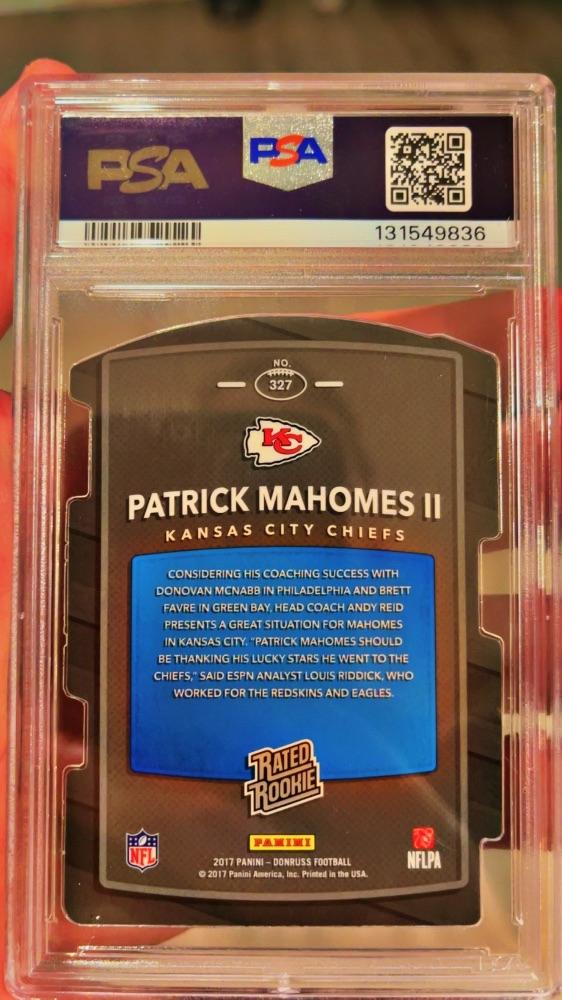 PSA PSA
131549836
NO.
327
KC
PATRICK MAHOMES II
KANSAS CITY CHIEFS
CONSIDERING HIS COACHING SUCCESS WITH
DONOVAN MCNABB IN PHILADELPHIA AND BRETT
FAVRE IN GREEN BAY, HEAD COACH ANDY REID
PRESENTS A GREAT SITUATION FOR MAHOMES
IN KANSAS CITY. "PATRICK MAHOMES SHOULD
BE THANKING HIS LUCKY STARS HE WENT TO THE
CHIEFS," SAID ESPN ANALYST LOUIS RIDDICK, WHO
WORKED FOR THE REDSKINS AND EAGLES.
RATED
ROOKIE
NFL PANINI NFLPA
2017 PANINI – DONRUSS FOOTBALL
© 2017 Panini America, Inc. Printed in the USA.